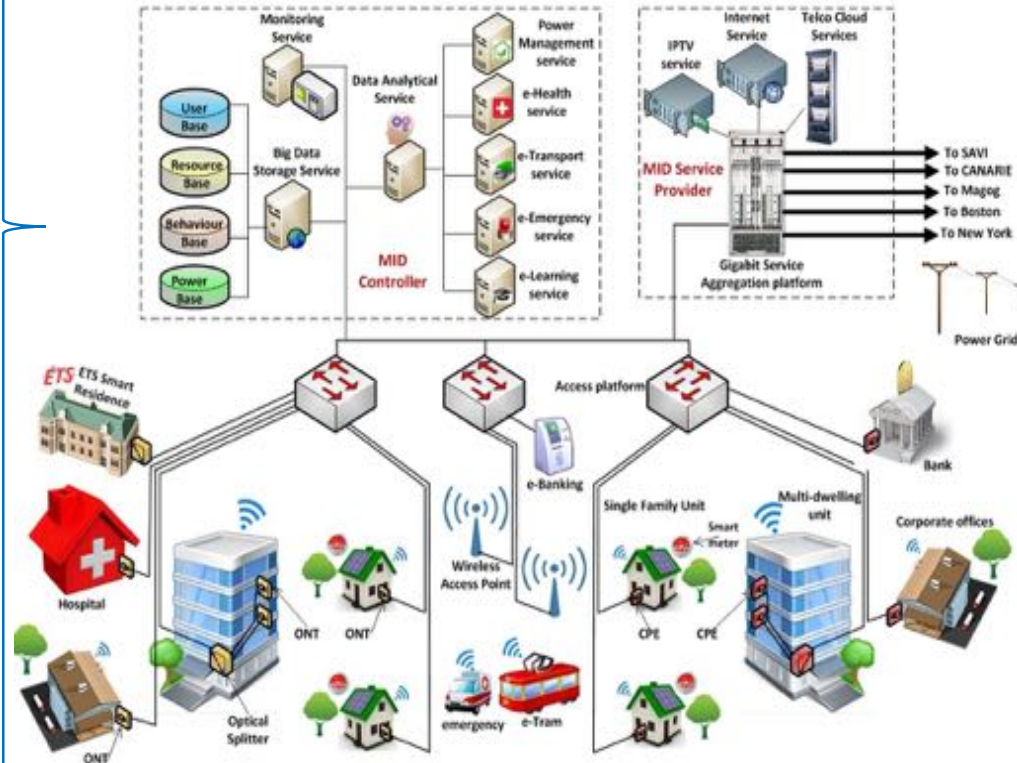 Monitoring
Service
User
Base
Resource
Base
Behaviour
Base
Power
Base
Big Data
Storage Service
Data Analytical
Service
MID
Controller
Power
Management
service
e-Health
service
e-Transport
service
e-Emergency
service
e-Learning
service
IPTV
service
Internet
Service
Telco Cloud
Services
MID Service
Provider
Gigabit Service
Aggregation platform
To SAVI
To CANARIE
To Magog
To Boston
To New York
Power Grid
ETS ETS Smart
Residence
Access platform
e-Banking
Bank
Hospital
Wireless
Access Point
Single Family Unit
Smart
meter
Multi-dwelling
unit
Corporate offices
ONT
ONT
CPE
CPE
ONT
Optical
Splitter
emergency
e-Tram